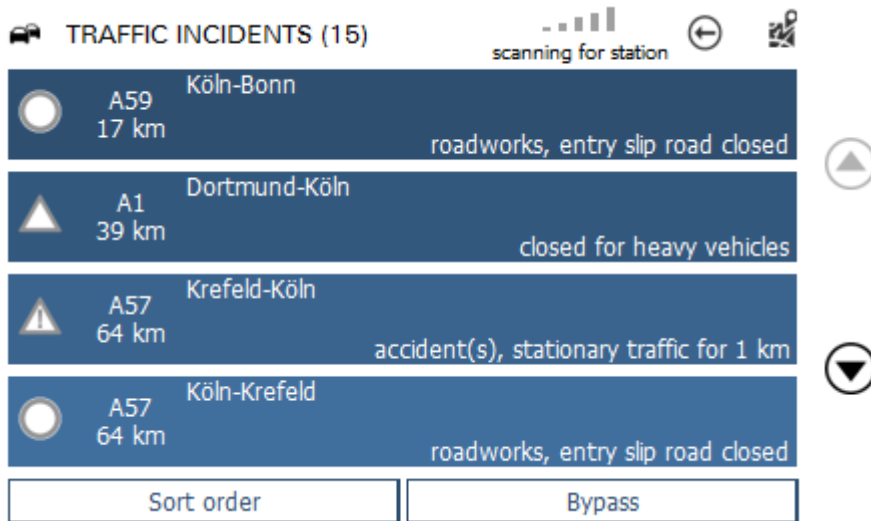 TRAFFIC INCIDENTS (15)
scanning for station
A59
17 km
Köln-Bonn
roadworks, entry slip road closed
A1
39 km
Dortmund-Köln
closed for heavy vehicles
A57
64 km
Krefeld-Köln
accident(s), stationary traffic for 1 km
A57
64 km
Köln-Krefeld
roadworks, entry slip road closed
Sort order
Bypass